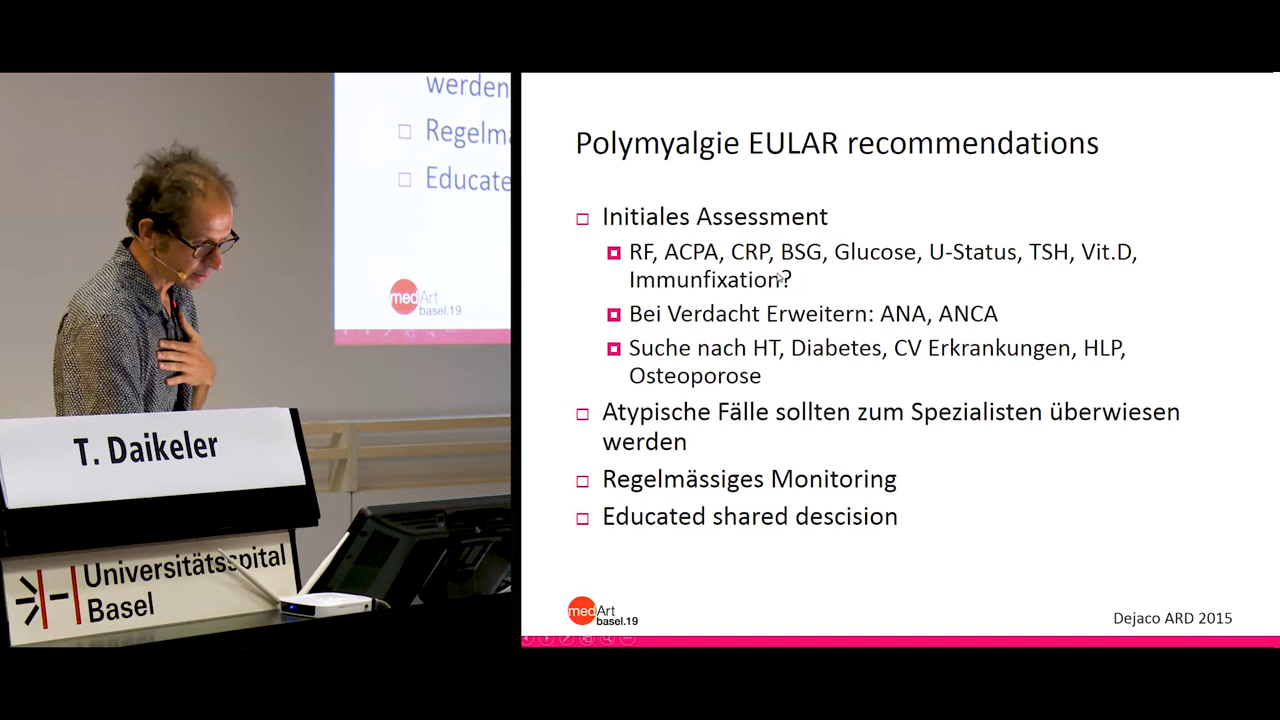 werden
Regelm
Educate
medArt
basel.19
T. Daikeler
Universitätsspital
Basel
Polymyalgie EULAR recommendations
Initiales Assessment
RF, ACPA, CRP, BSG, Glucose, U-Status, TSH, Vit.D,
Immunfixation?
Bei Verdacht Erweitern: ANA, ANCA
Suche nach HT, Diabetes, CV Erkrankungen, HLP,
Osteoporose
Atypische Fälle sollten zum Spezialisten überwiesen
werden
Regelmässiges Monitoring
Educated shared descision
medArt
basel.19
Dejaco ARD 2015